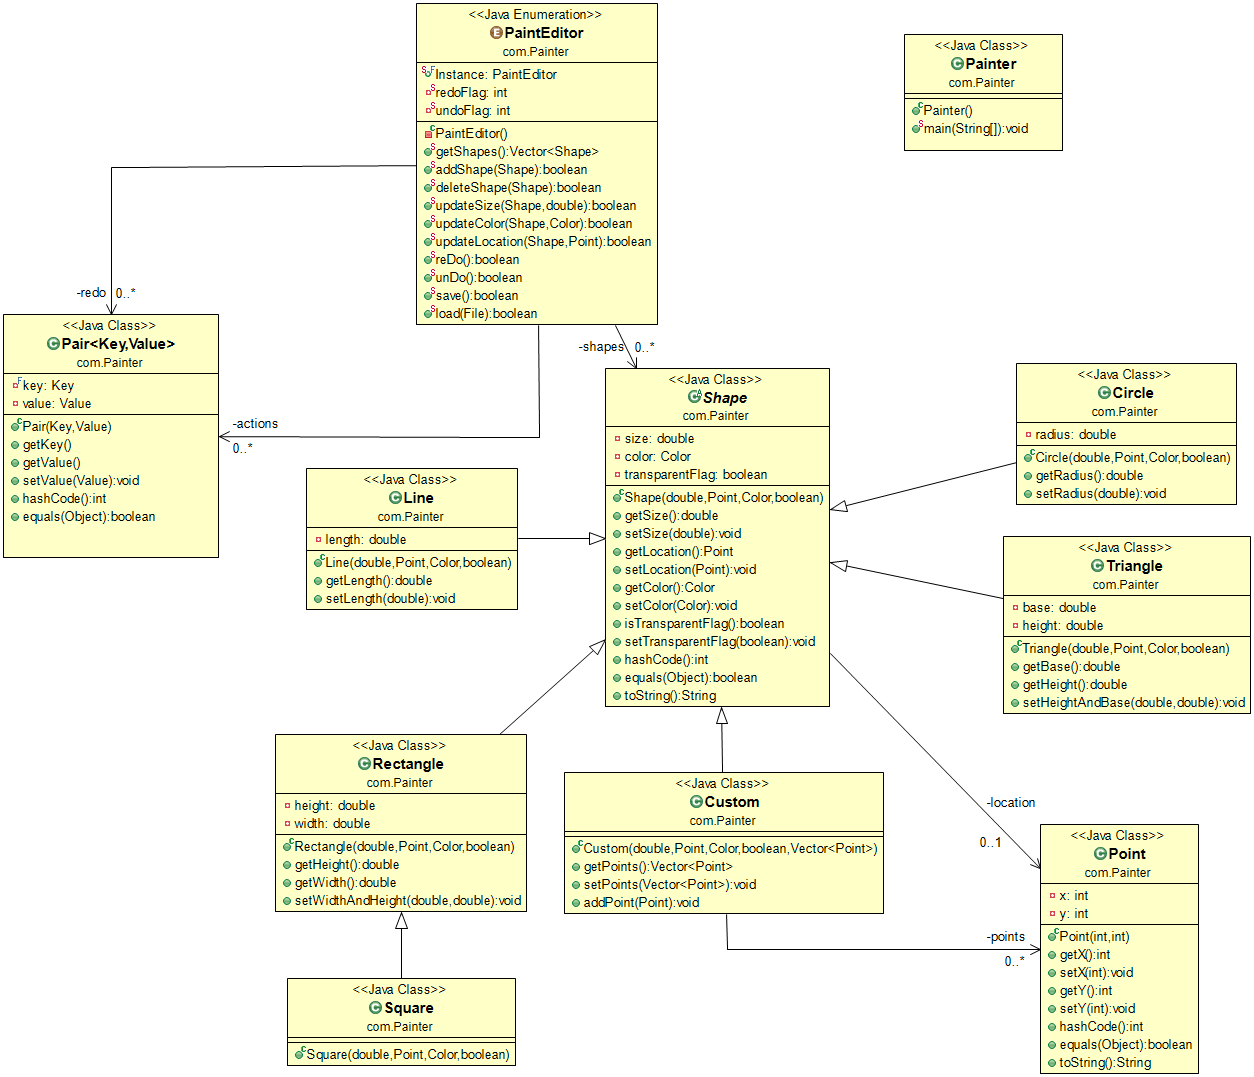 <<Java Enumeration>>
E PaintEditor
com.Painter
S F Instance: PaintEditor
S redoFlag: int
S undoFlag: int
C PaintEditor()
S getShapes():Vector<Shape>
S addShape(Shape):boolean
S deleteShape(Shape):boolean
S updateSize(Shape,double):boolean
S updateColor(Shape,Color):boolean
S updateLocation(Shape,Point):boolean
S reDo():boolean
S unDo():boolean
S save():boolean
S load(File):boolean
<<Java Class>>
C Painter
com.Painter
C Painter()
S main(String[]):void
-redo 0..*
<<Java Class>>
C Pair<Key,Value>
com.Painter
F key: Key
value: Value
C Pair(Key,Value)
getKey()
getValue()
setValue(Value):void
hashCode():int
equals(Object):boolean
-actions
0..*
-shapes 0..*
<<Java Class>>
C A Shape
com.Painter
size: double
color: Color
transparentFlag: boolean
C Shape(double,Point,Color,boolean)
getSize():double
setSize(double):void
getLocation():Point
setLocation(Point):void
getColor():Color
setColor(Color):void
isTransparentFlag():boolean
setTransparentFlag(boolean):void
hashCode():int
equals(Object):boolean
toString():String
<<Java Class>>
C Circle
com.Painter
radius: double
C Circle(double,Point,Color,boolean)
getRadius():double
setRadius(double):void
<<Java Class>>
C Line
com.Painter
length: double
C Line(double,Point,Color,boolean)
getLength():double
setLength(double):void
<<Java Class>>
C Triangle
com.Painter
base: double
height: double
C Triangle(double,Point,Color,boolean)
getBase():double
getHeight():double
setHeightAndBase(double,double):void
<<Java Class>>
C Rectangle
com.Painter
height: double
width: double
C Rectangle(double,Point,Color,boolean)
getHeight():double
getWidth():double
setWidthAndHeight(double,double):void
<<Java Class>>
C Custom
com.Painter
C Custom(double,Point,Color,boolean,Vector<Point>)
getPoints():Vector<Point>
setPoints(Vector<Point>):void
addPoint(Point):void
-location
0..1
-points
0..*
<<Java Class>>
C Point
com.Painter
x: int
y: int
C Point(int,int)
getX():int
setX(int):void
getY():int
setY(int):void
hashCode():int
equals(Object):boolean
toString():String
<<Java Class>>
C Square
com.Painter
C Square(double,Point,Color,boolean)